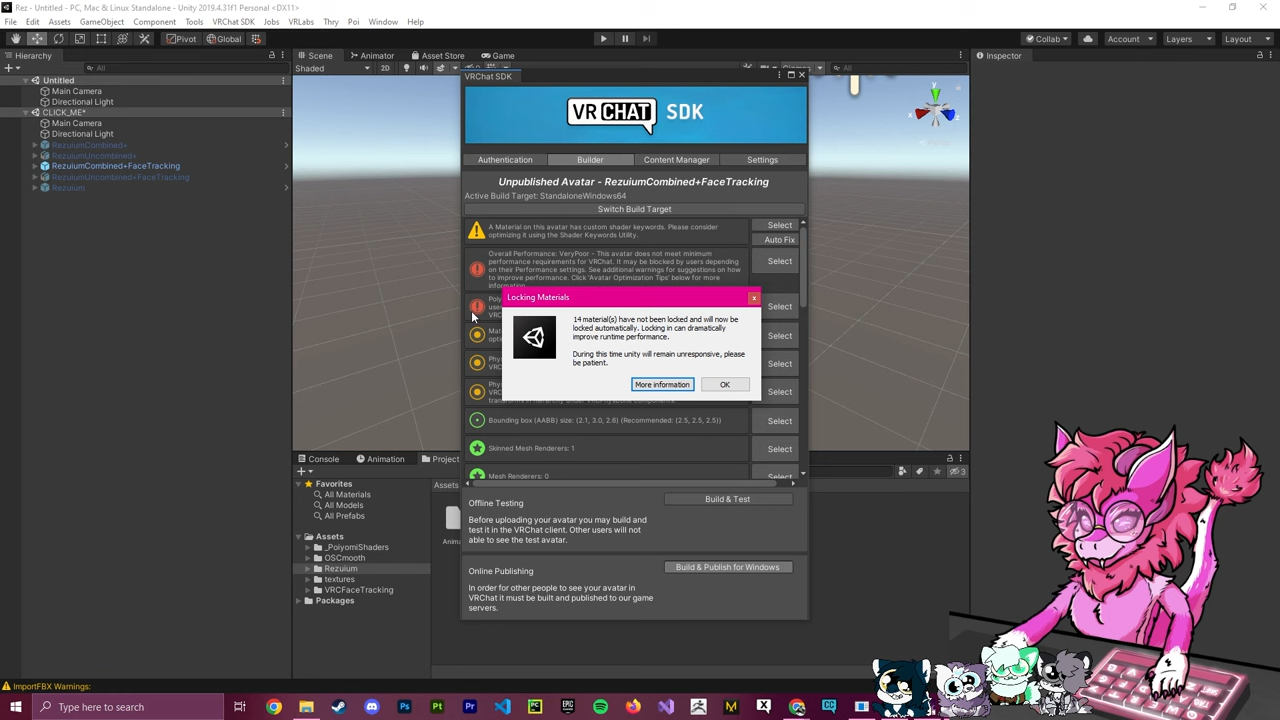 Rez - Untitled - PC, Mac & Linux Standalone - Unity 2019.4.31f1 Personal <DX11>
File Edit Assets GameObject Component Tools VRChat SDK Jobs VRLabs Thry Poi Window Help
Pivot Global Collab Account Layers Layout
Hierarchy Scene Animator Asset Store Game Inspector
All Shaded 2D Gizmos All
Untitled
Main Camera
Directional Light
CLICK_ME*
Main Camera
Directional Light
RezuiumCombined+
RezuiumUncombined+
RezuiumCombined+FaceTracking
RezuiumUncombined+FaceTracking
Rezuium
VRChat SDK
VR CHAT SDK
Authentication Builder Content Manager Settings
Unpublished Avatar - RezuiumCombined+FaceTracking
Active Build Target: StandaloneWindows64
Switch Build Target
A Material on this avatar has custom shader keywords. Please consider
optimizing it using the Shader Keywords Utility.
Select
Auto Fix
Overall Performance: VeryPoor - This avatar does not meet minimum
performance requirements for VRChat. It may be blocked by users depending
on their Performance settings. See additional warnings for suggestions on how
to improve performance. Click 'Avatar Optimization Tips' below for more
information.
Select
Select
Select
Select
Select
Locking Materials
14 material(s) have not been locked and will now be
locked automatically. Locking in can dramatically
improve runtime performance.
During this time unity will remain unresponsive, please
be patient.
More information OK
Bounding box (AABB) size: (2.1, 3.0, 2.6) (Recommended: (2.5, 2.5, 2.5)) Select
Skinned Mesh Renderers: 1 Select
Mesh Renderers: 0 Select
Offline Testing
Build & Test
Before uploading your avatar you may build and
test it in the VRChat client. Other users will not
able to see the test avatar.
Online Publishing
Build & Publish for Windows
In order for other people to see your avatar in
VRChat it must be built and published to our game
servers.
Console Animation Project
Favorites
All Materials
All Models
All Prefabs
Assets
_PoiyomiShaders
OSCmooth
Rezuium
textures
VRCFaceTracking
Packages
Assets
Anima
3
ImportFBX Warnings:
Type here to search